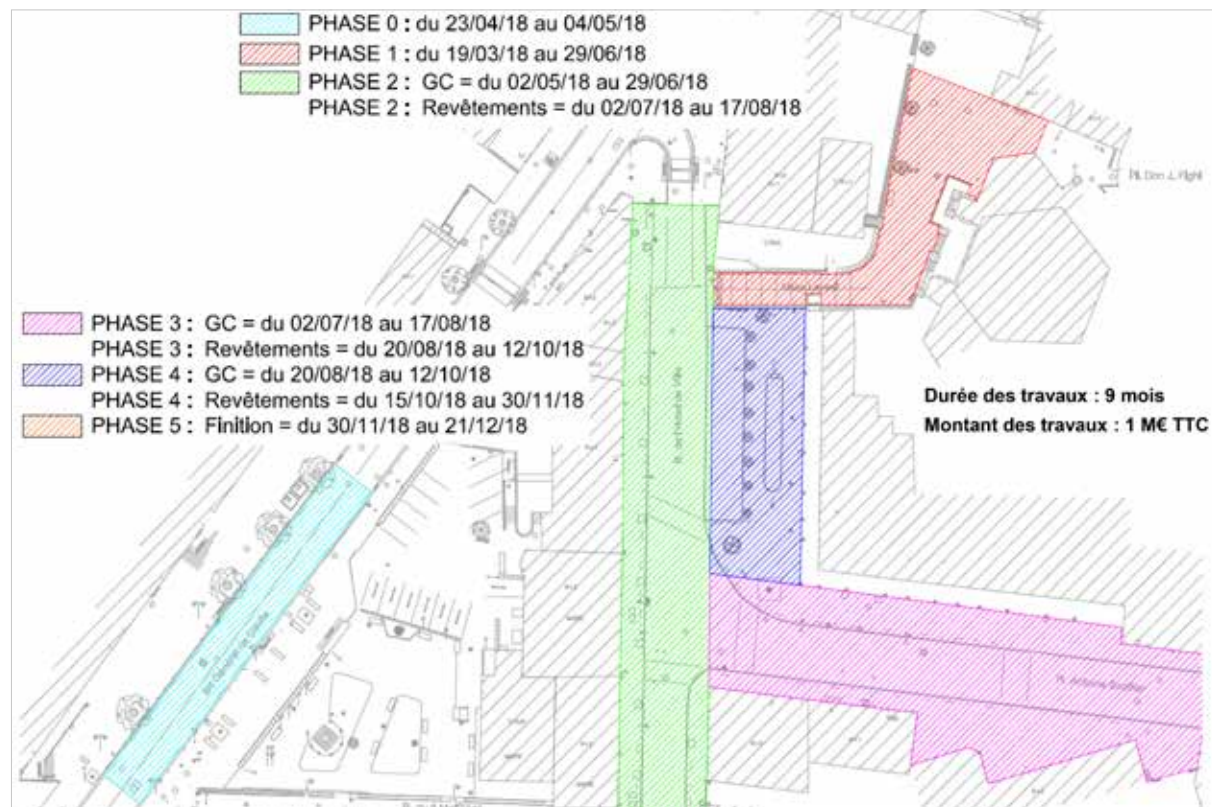 PHASE 0 : du 23/04/18 au 04/05/18
PHASE 1 : du 19/03/18 au 29/06/18
PHASE 2 : GC = du 02/05/18 au 29/06/18
PHASE 2 : Revêtements = du 02/07/18 au 17/08/18
PHASE 3 : GC = du 02/07/18 au 17/08/18
PHASE 3 : Revêtements = du 20/08/18 au 12/10/18
PHASE 4 : GC = du 20/08/18 au 12/10/18
PHASE 4 : Revêtements = du 15/10/18 au 30/11/18
PHASE 5 : Finition = du 30/11/18 au 21/12/18
Durée des travaux : 9 mois
Montant des travaux : 1 M€ TTC